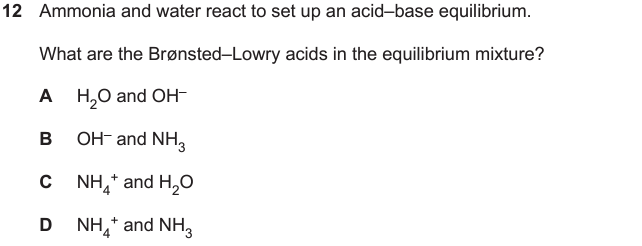 12 Ammonia and water react to set up an acid–base equilibrium.
What are the Brønsted–Lowry acids in the equilibrium mixture?
A H₂O and OH⁻
B OH⁻ and NH₃
C NH₄⁺ and H₂O
D NH₄⁺ and NH₃